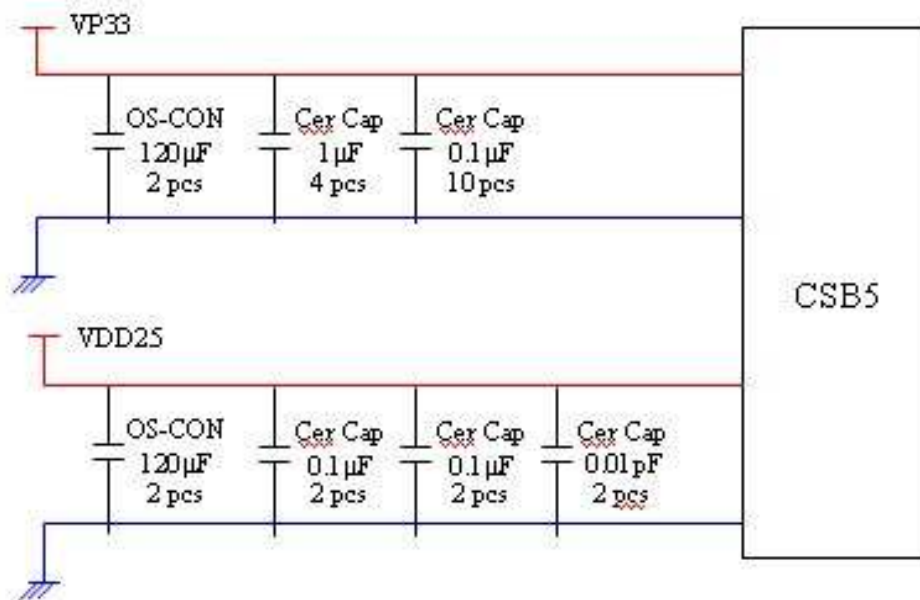 VP33
OS-CON
120μF
2 pcs
Cer Cap
1μF
4 pcs
Cer Cap
0.1μF
10 pcs
CSB5
VDD25
OS-CON
120μF
2 pcs
Cer Cap
0.1μF
2 pcs
Cer Cap
0.1μF
2 pcs
Cer Cap
0.01pF
2 pcs